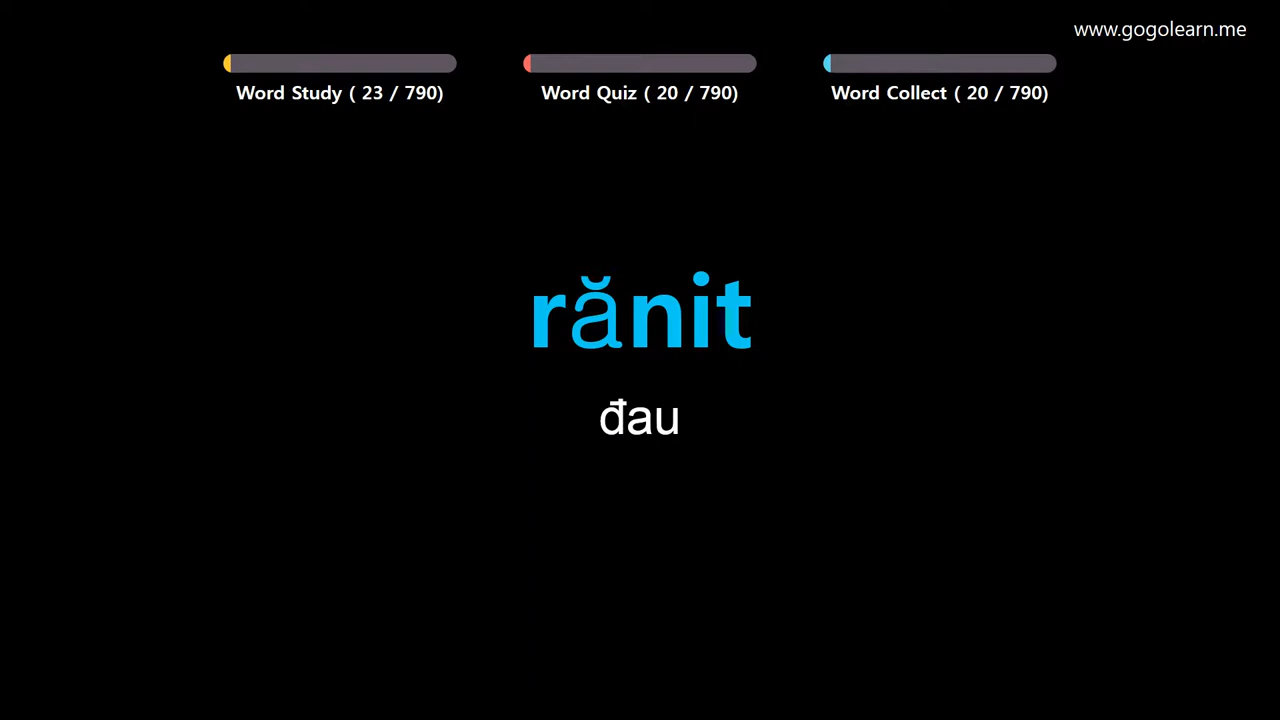 www.gogolearn.me
Word Study ( 23 / 790)
Word Quiz ( 20 / 790)
Word Collect ( 20 / 790)
rănit
đau